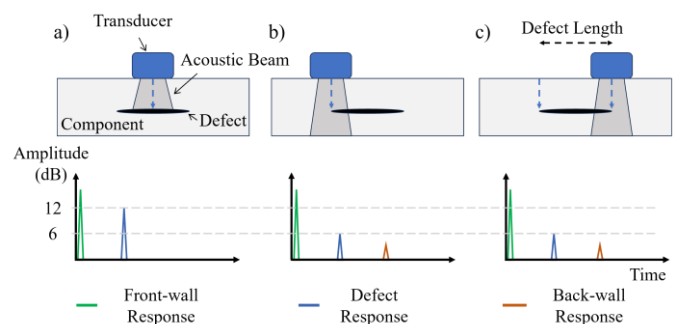 Transducer
a)
b)
c)
Defect Length
Acoustic Beam
Component
Defect
Amplitude
(dB)
12
6
Time
Front-wall
Response
Defect
Response
Back-wall
Response